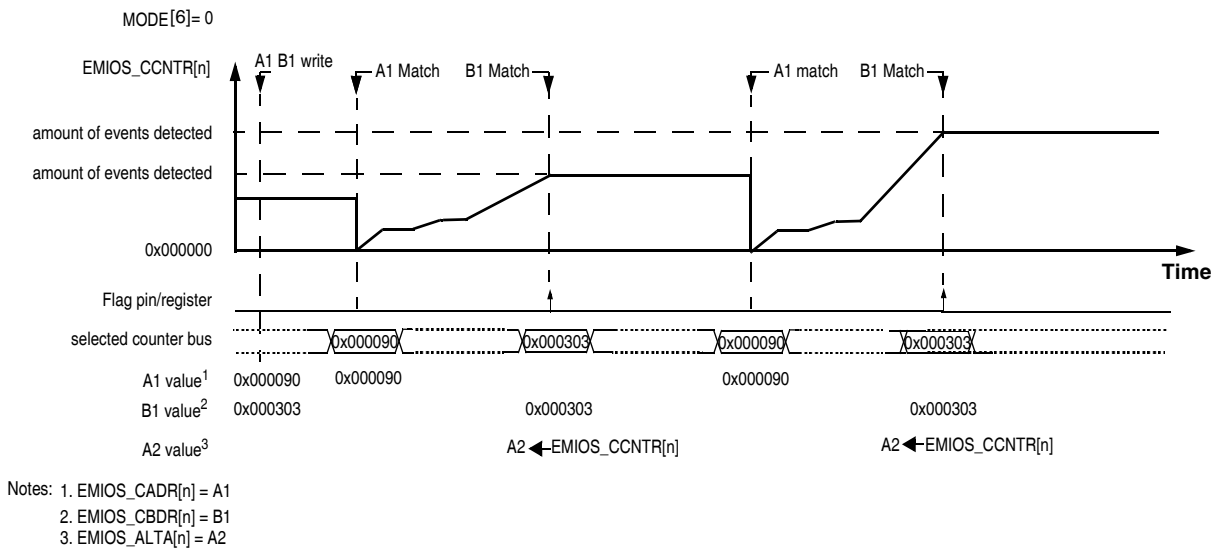 MODE[6]= 0
EMIOS_CCNTR[n]
A1 B1 write
A1 Match
B1 Match
A1 match
B1 Match
amount of events detected
amount of events detected
0x000000
Time
Flag pin/register
selected counter bus
0x000090
0x000303
0x000090
0x000303
A1 value1 0x000090 0x000090 0x000090
B1 value2 0x000303 0x000303 0x000303
A2 value3 A2 EMIOS_CCNTR[n] A2 EMIOS_CCNTR[n]
Notes: 1. EMIOS_CADR[n] = A1
2. EMIOS_CBDR[n] = B1
3. EMIOS_ALTA[n] = A2